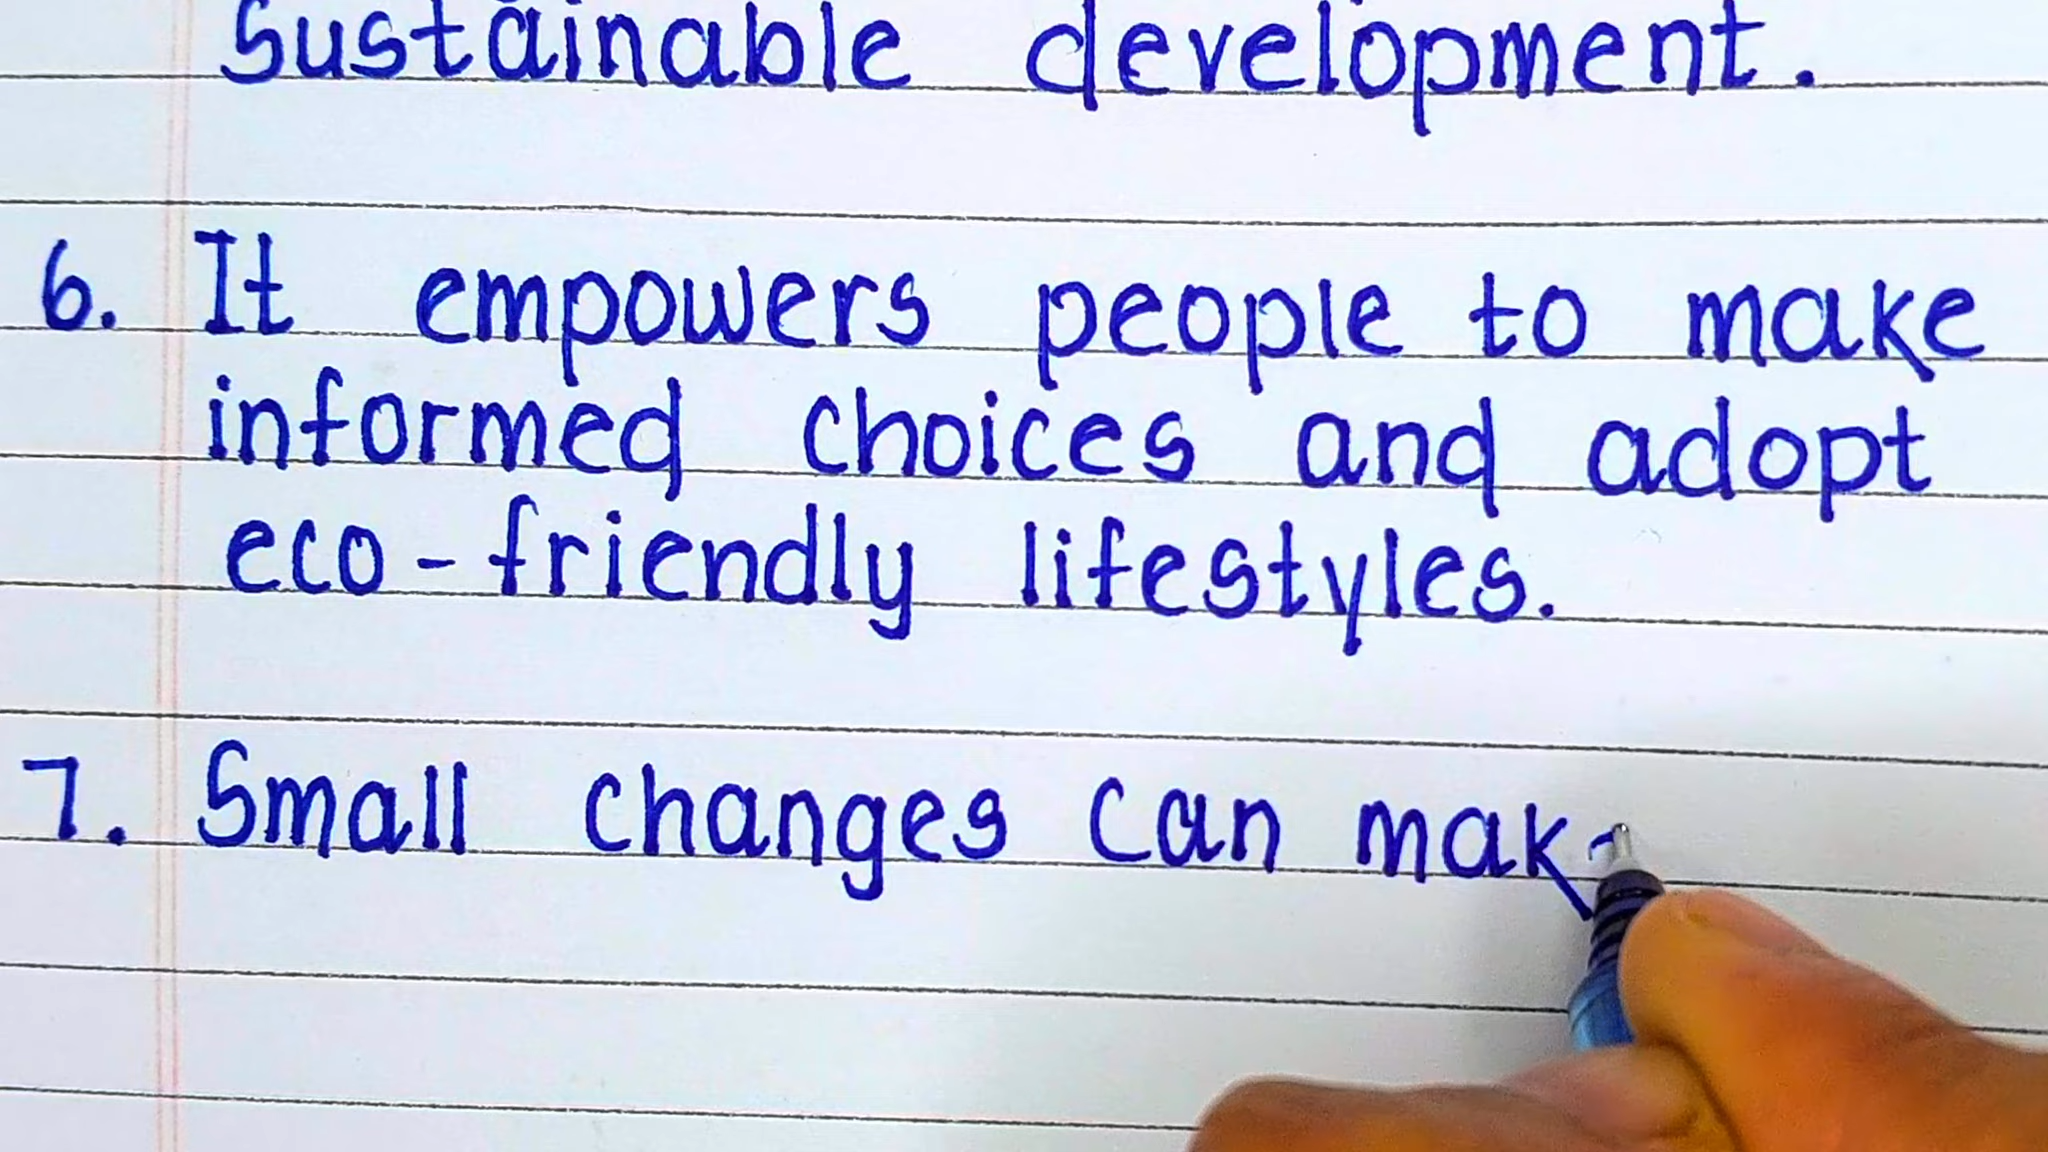 Sustainable development.
6. It empowers people to make
informed choices and adopt
eco-friendly lifestyles.
7. Small changes can mak